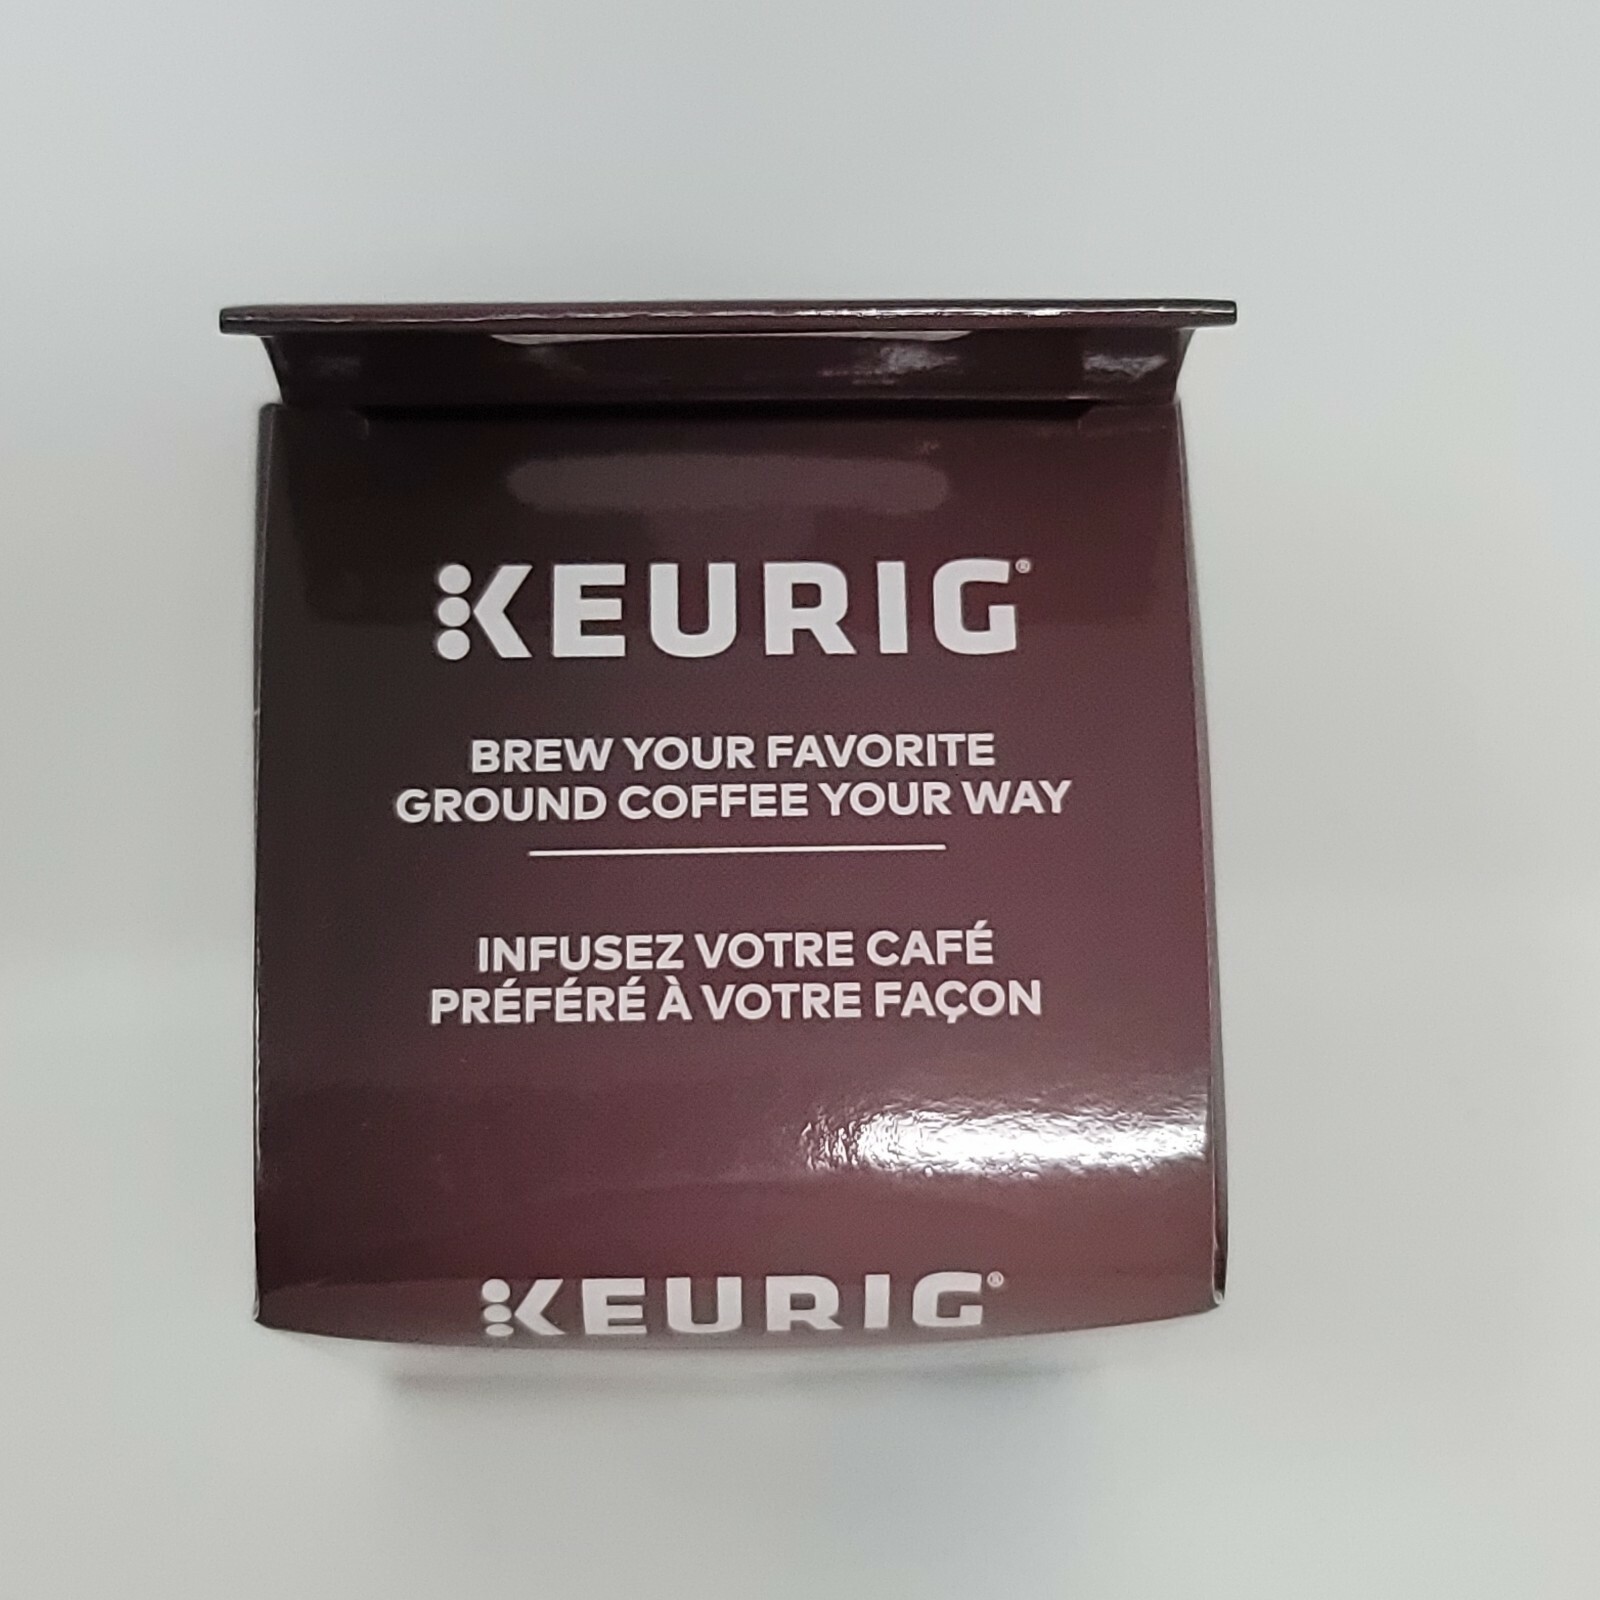 KEURIG®
BREW YOUR FAVORITE
GROUND COFFEE YOUR WAY
INFUSEZ VOTRE CAFÉ
PRÉFÉRÉ À VOTRE FAÇON
KEURIG®